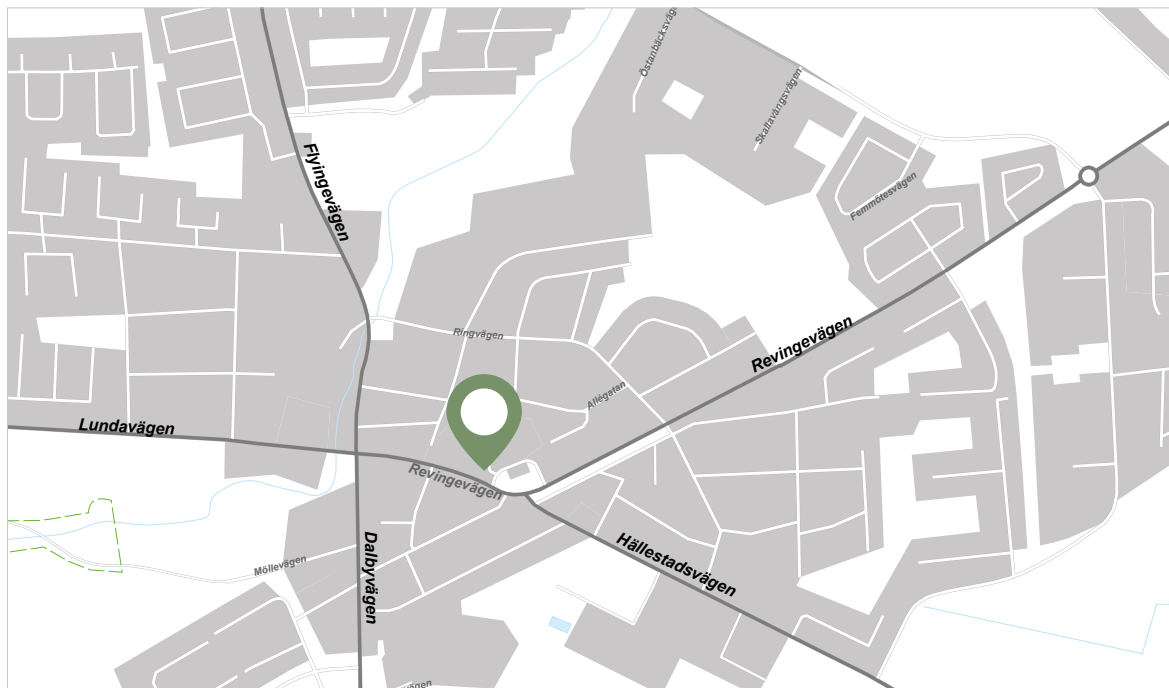 Östanbäcksvägen
Skattavångsvägen
Flyingevägen
Femmötesvägen
Ringvägen
Revingevägen
Allégatan
Lundavägen
Revingevägen
Hällestadsvägen
Dalbyvägen
Möllevägen